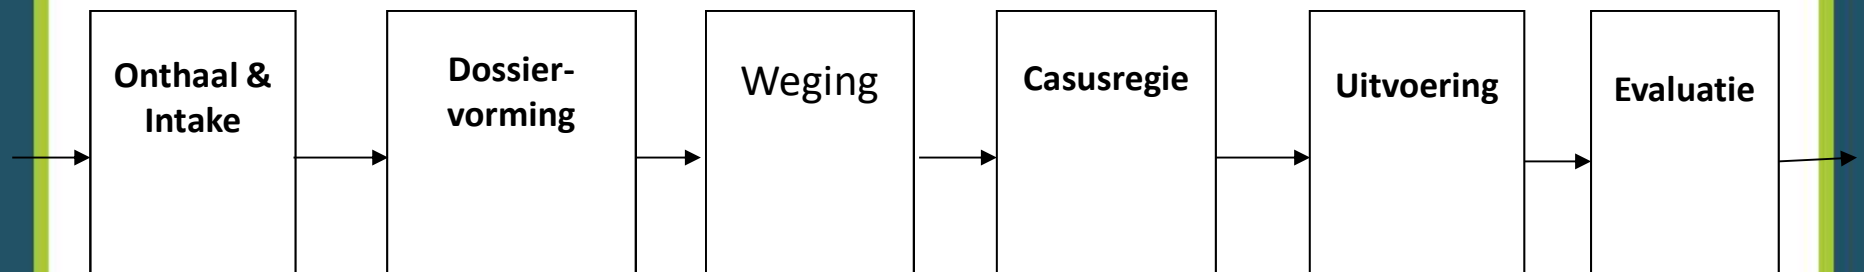 Onthaal &
Intake
Dossier-
vorming
Weging
Casusregie
Uitvoering
Evaluatie